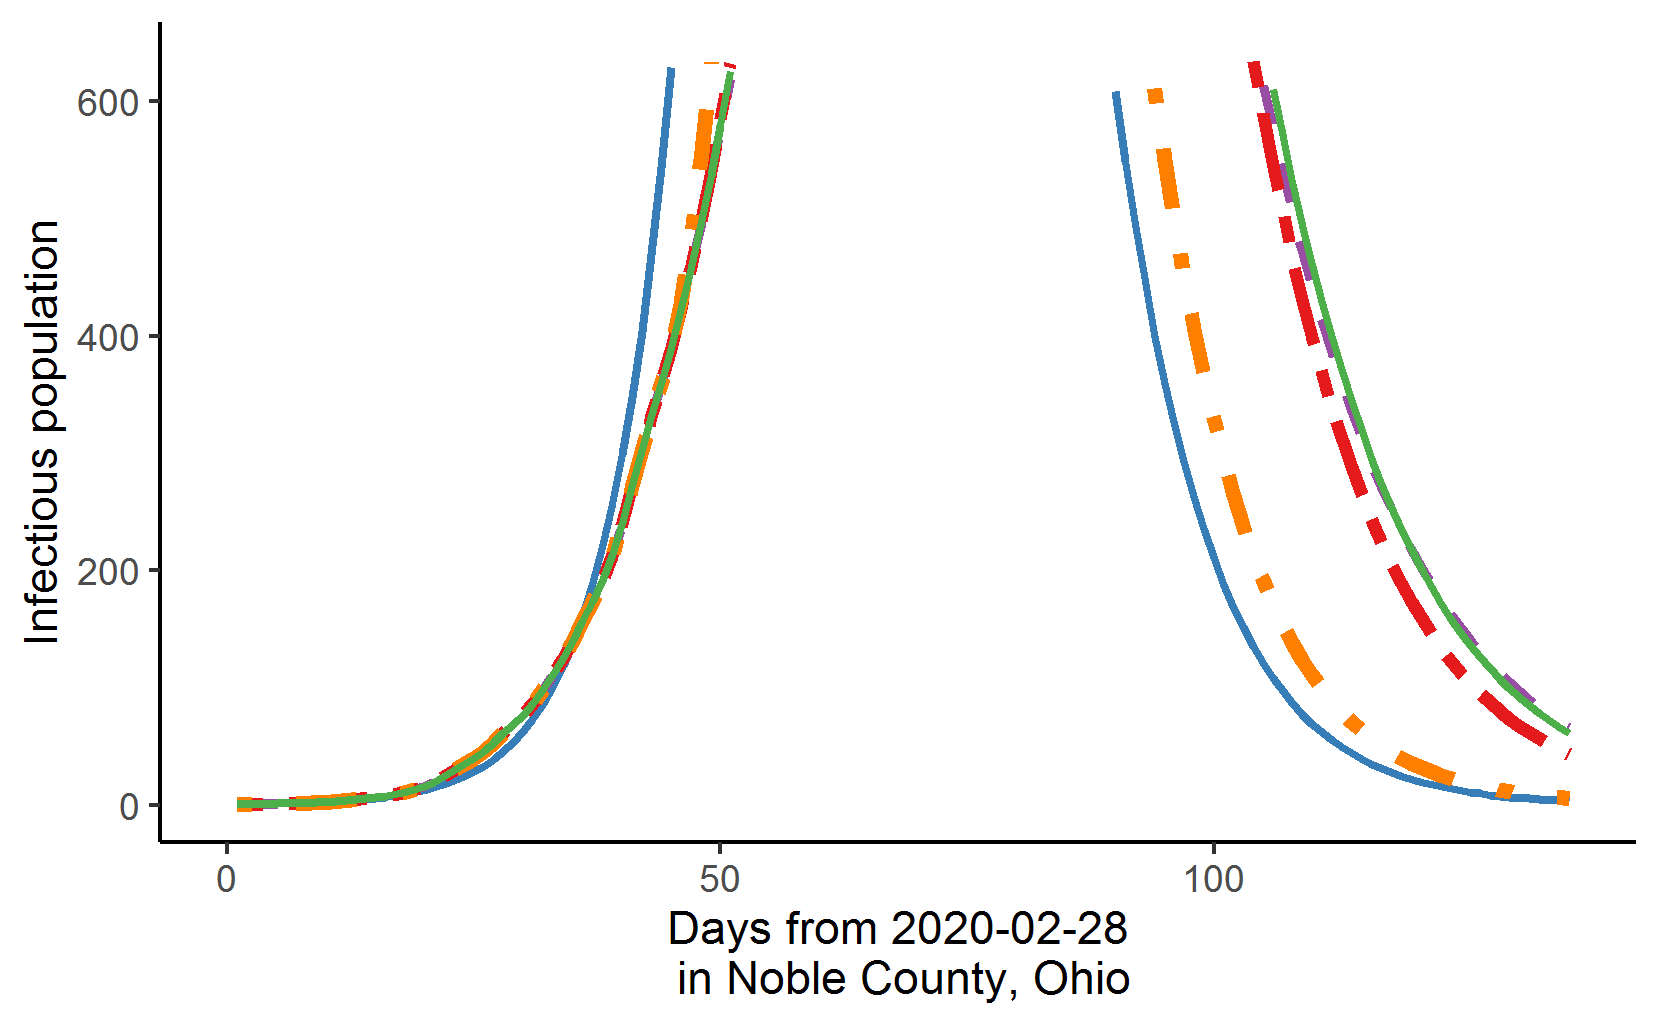 Infectious population
600
400
200
0
0 50 100
Days from 2020-02-28
in Noble County, Ohio